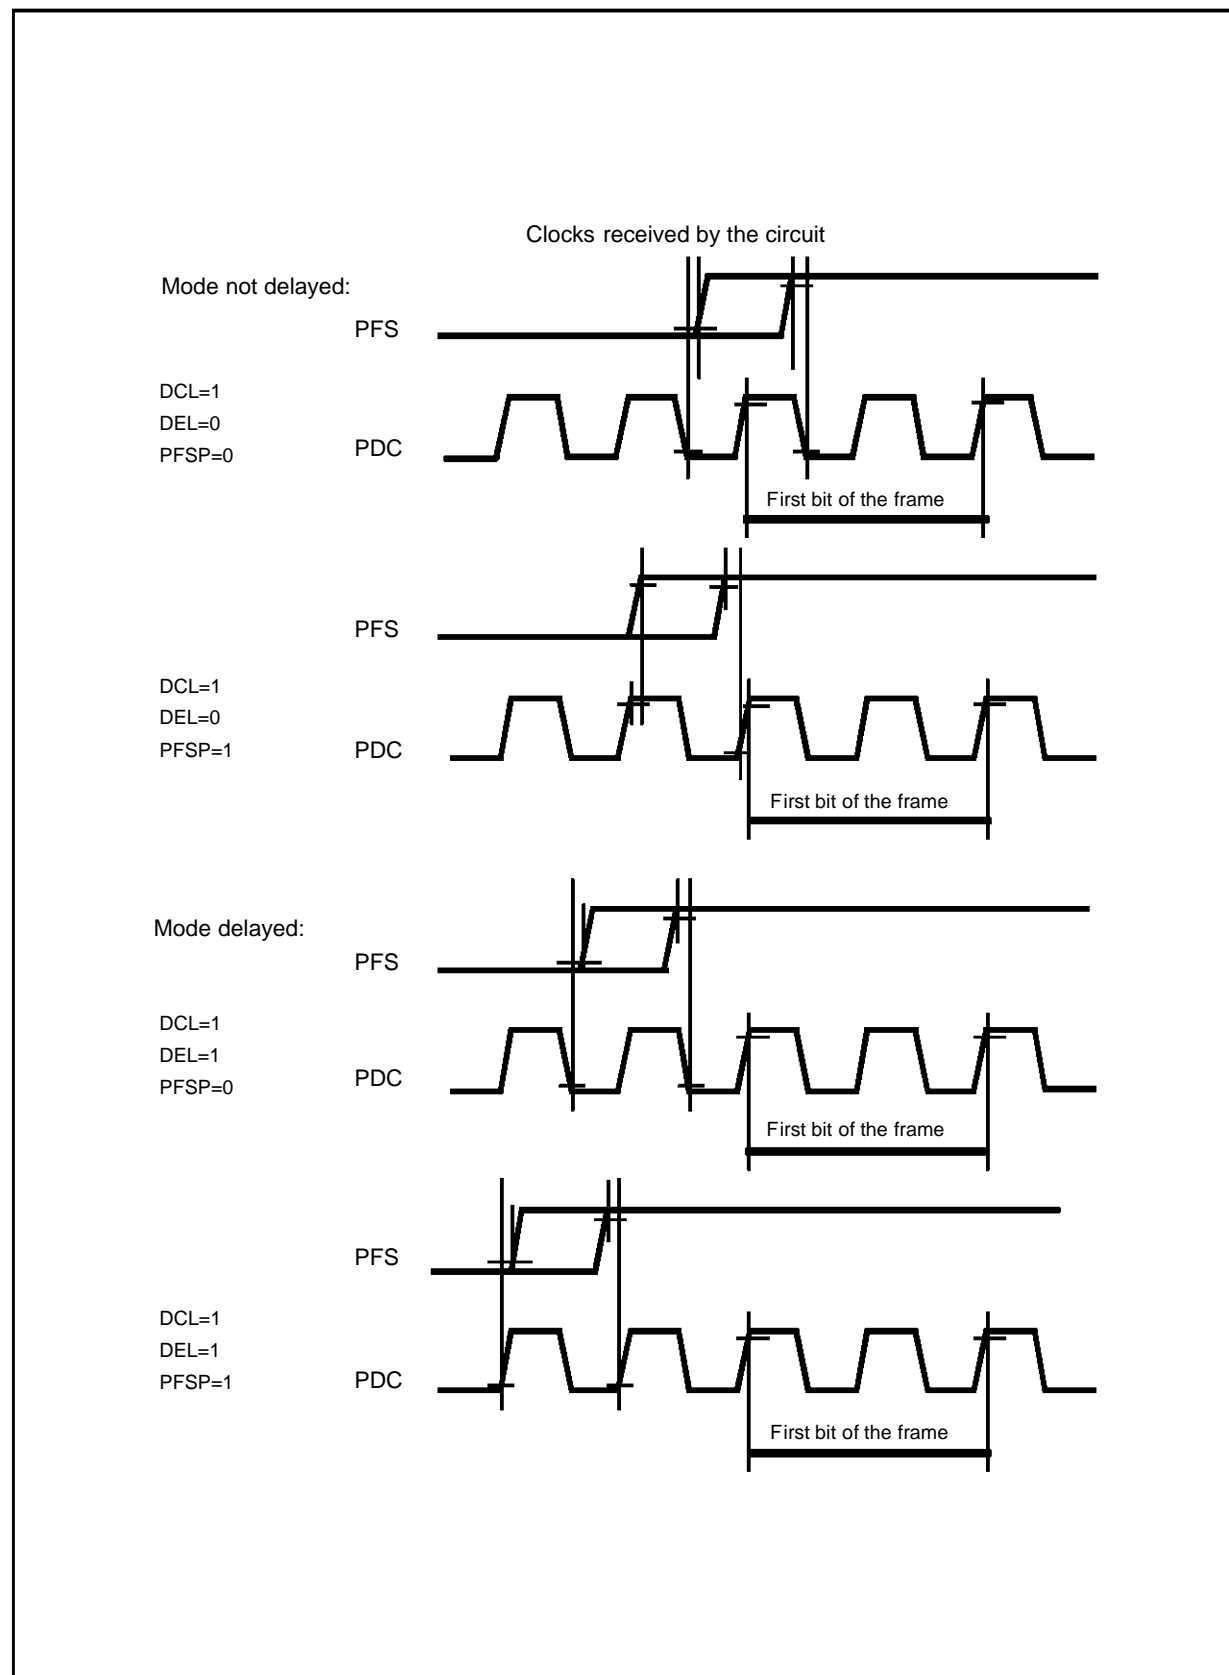 Clocks received by the circuit
Mode not delayed:
PFS
DCL=1
DEL=0
PFSP=0
PDC
First bit of the frame
PFS
DCL=1
DEL=0
PFSP=1
PDC
First bit of the frame
Mode delayed:
PFS
DCL=1
DEL=1
PFSP=0
PDC
First bit of the frame
PFS
DCL=1
DEL=1
PFSP=1
PDC
First bit of the frame